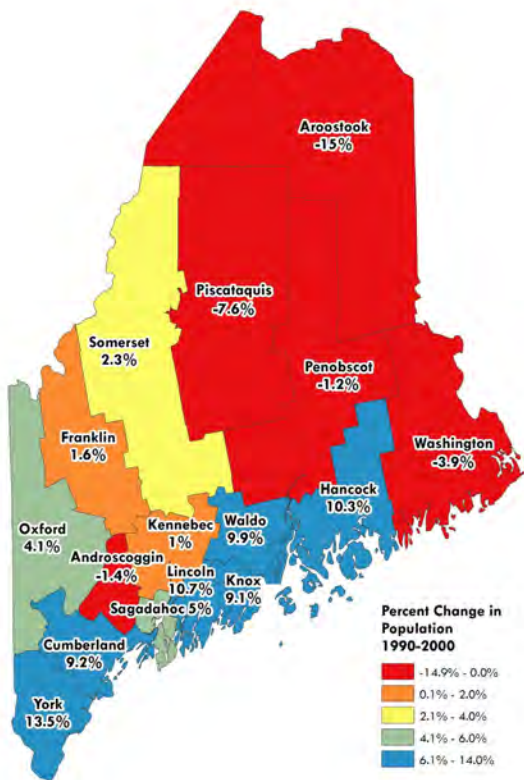 Aroostook
-15%
Piscataquis
-7.6%
Somerset
2.3%
Penobscot
-1.2%
Franklin
1.6%
Washington
-3.9%
Hancock
10.3%
Oxford
4.1%
Kennebec
1%
Waldo
9.9%
Androscoggin
-1.4%
Lincoln
10.7%
Knox
9.1%
Sagadahoc 5%
Cumberland
9.2%
York
13.5%
Percent Change in
Population
1990-2000
-14.9% - 0.0%
0.1% - 2.0%
2.1% - 4.0%
4.1% - 6.0%
6.1% - 14.0%